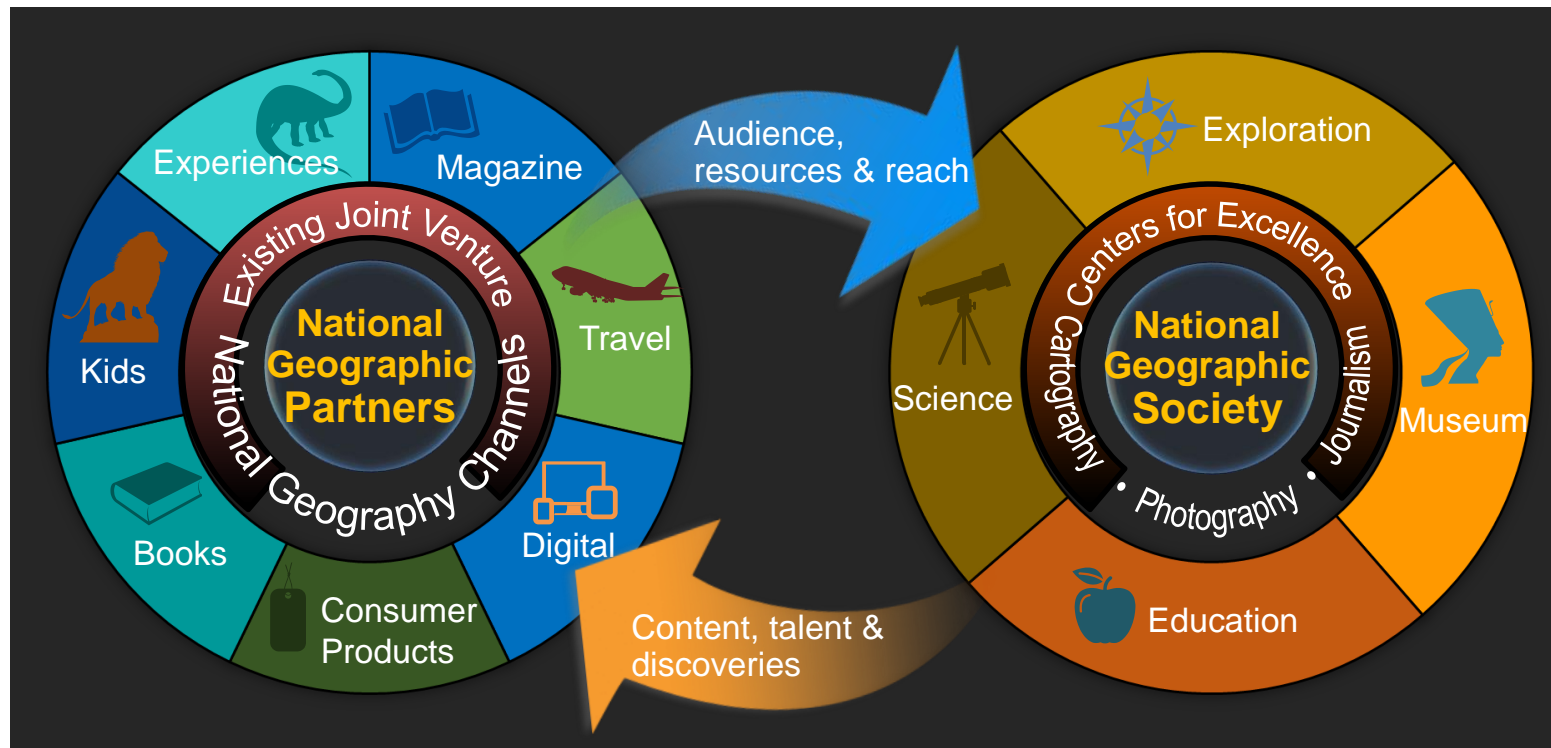 Experiences
Magazine
Travel
Digital
Consumer
Products
Books
Kids
Existing Joint Venture
National Geography Channels
National
Geographic
Partners
Audience,
resources & reach
Content, talent &
discoveries
Exploration
Museum
Education
Science
Centers for Excellence
Cartography • Photography • Journalism
National
Geographic
Society